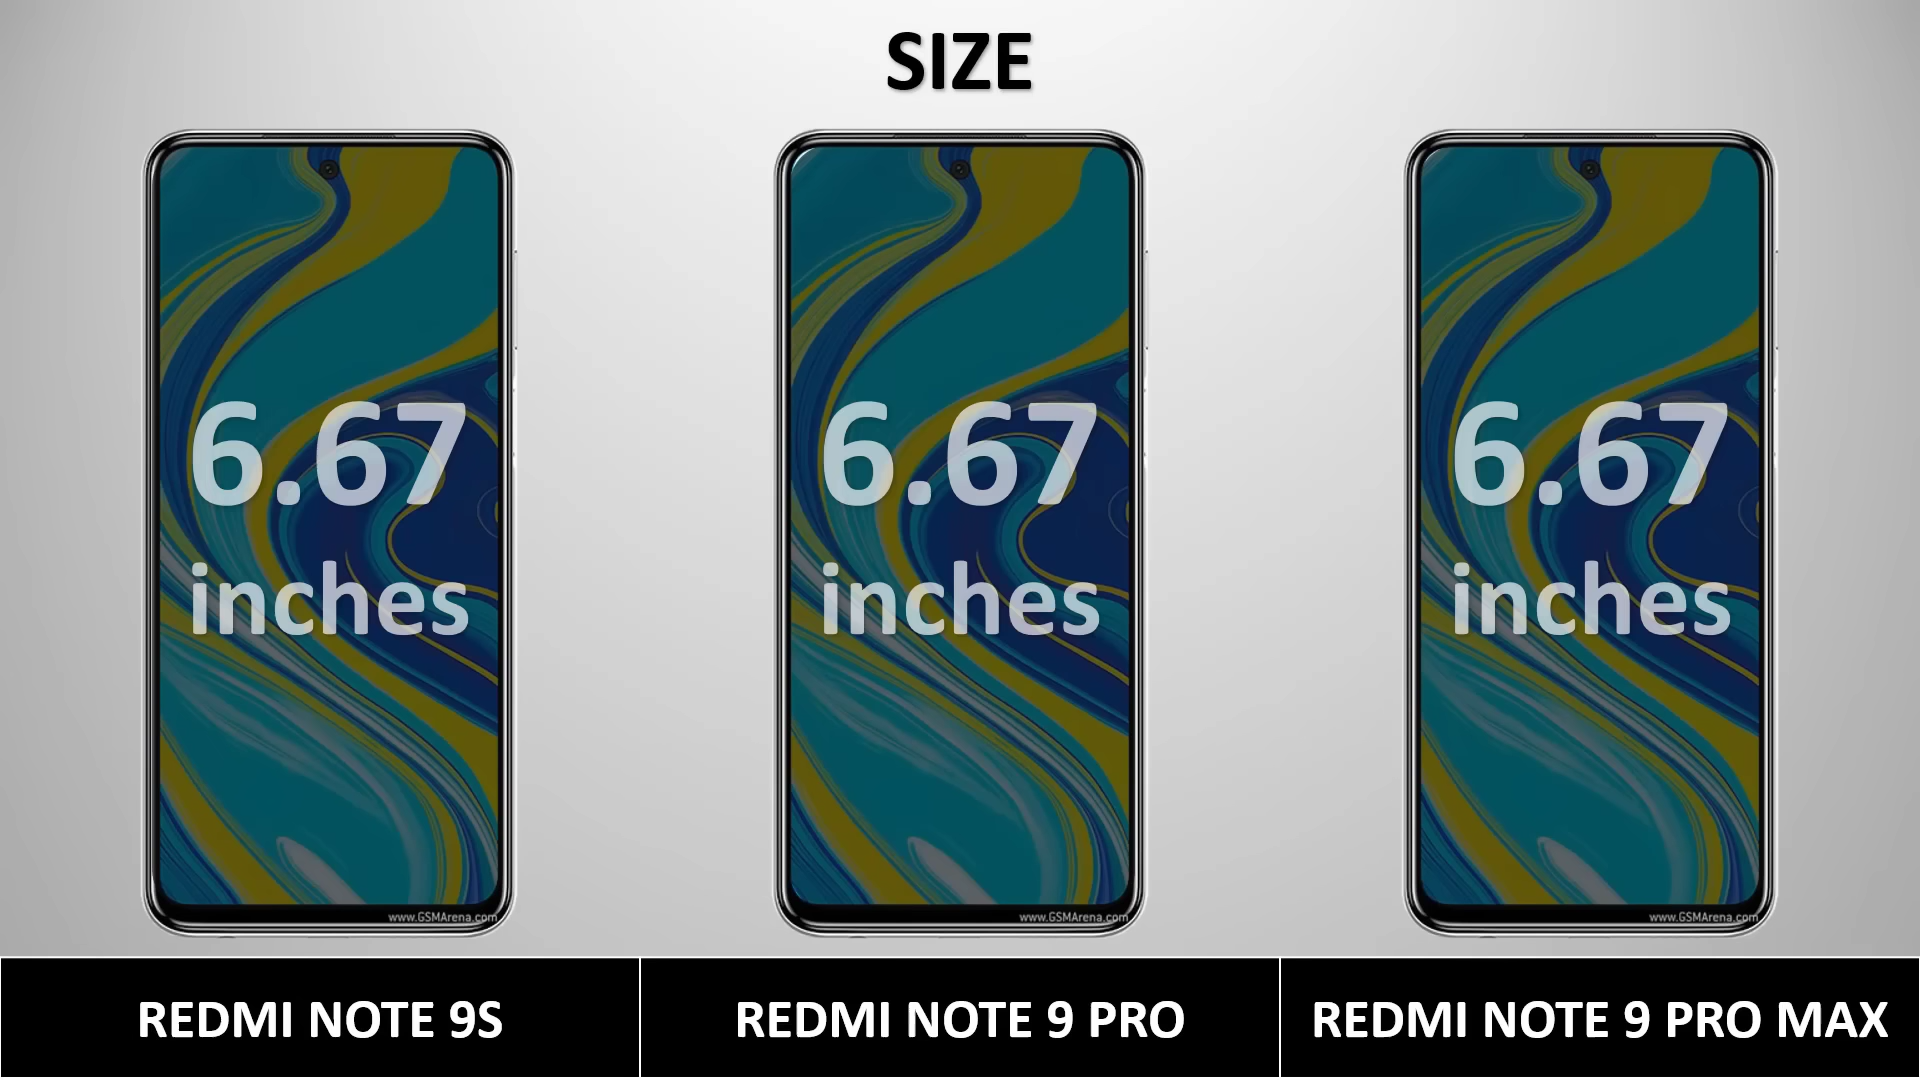 SIZE
6.67
inches
6.67
inches
6.67
inches
www.GSMArena.com
www.GSMArena.com
www.GSMArena.com
REDMI NOTE 9S
REDMI NOTE 9 PRO
REDMI NOTE 9 PRO MAX